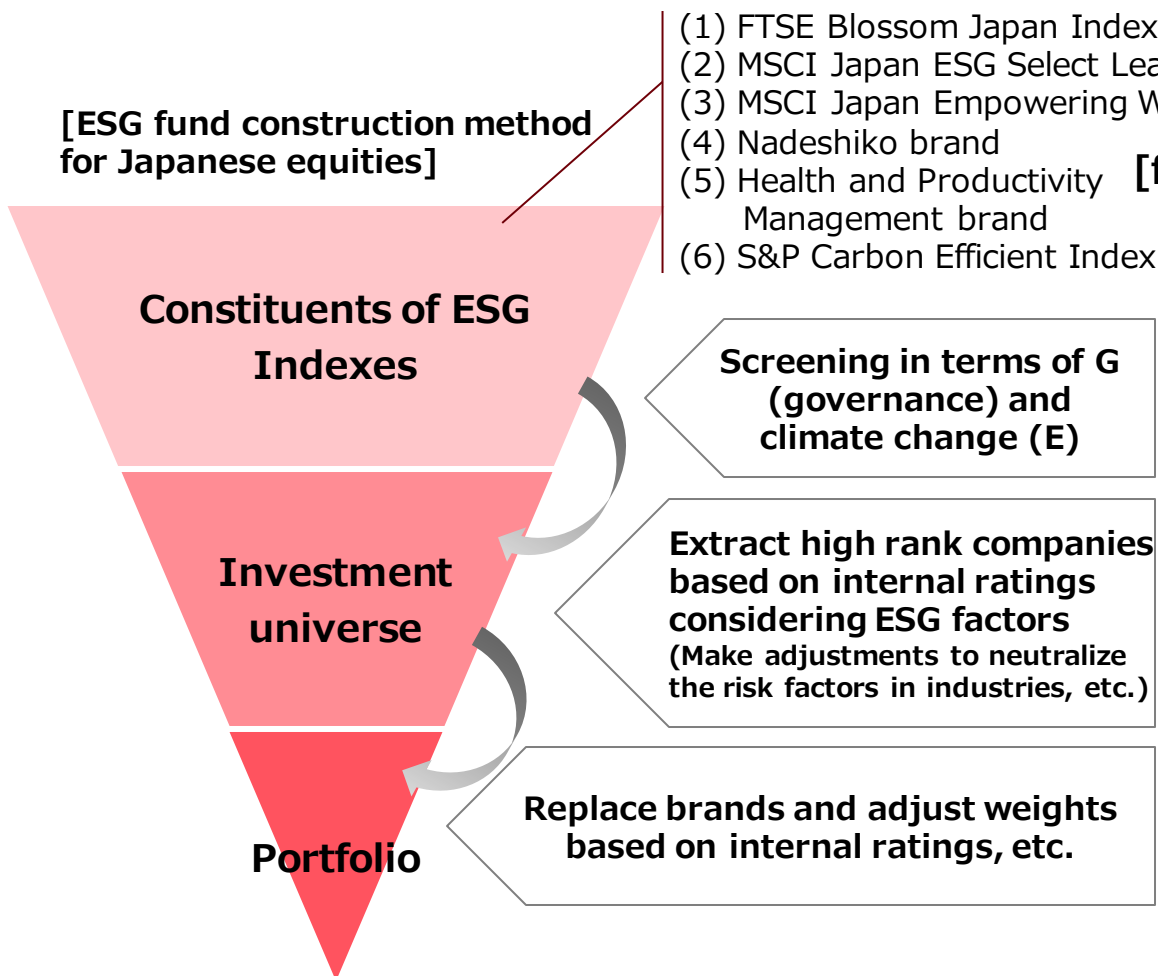 (1) FTSE Blossom Japan Index
(2) MSCI Japan ESG Select
(3) MSCI Japan Empowering
(4) Nadeshiko brand
(5) Health and Productivity
Management brand
(6) S&P Carbon Efficient Index
[ESG fund construction method
for Japanese equities]
Constituents of ESG
Indexes
Screening in terms of G
(governance) and
climate change (E)
Investment
universe
Extract high rank companies
based on internal ratings
considering ESG factors
(Make adjustments to neutralize
the risk factors in industries, etc.)
Portfolio
Replace brands and adjust weights
based on internal ratings, etc.